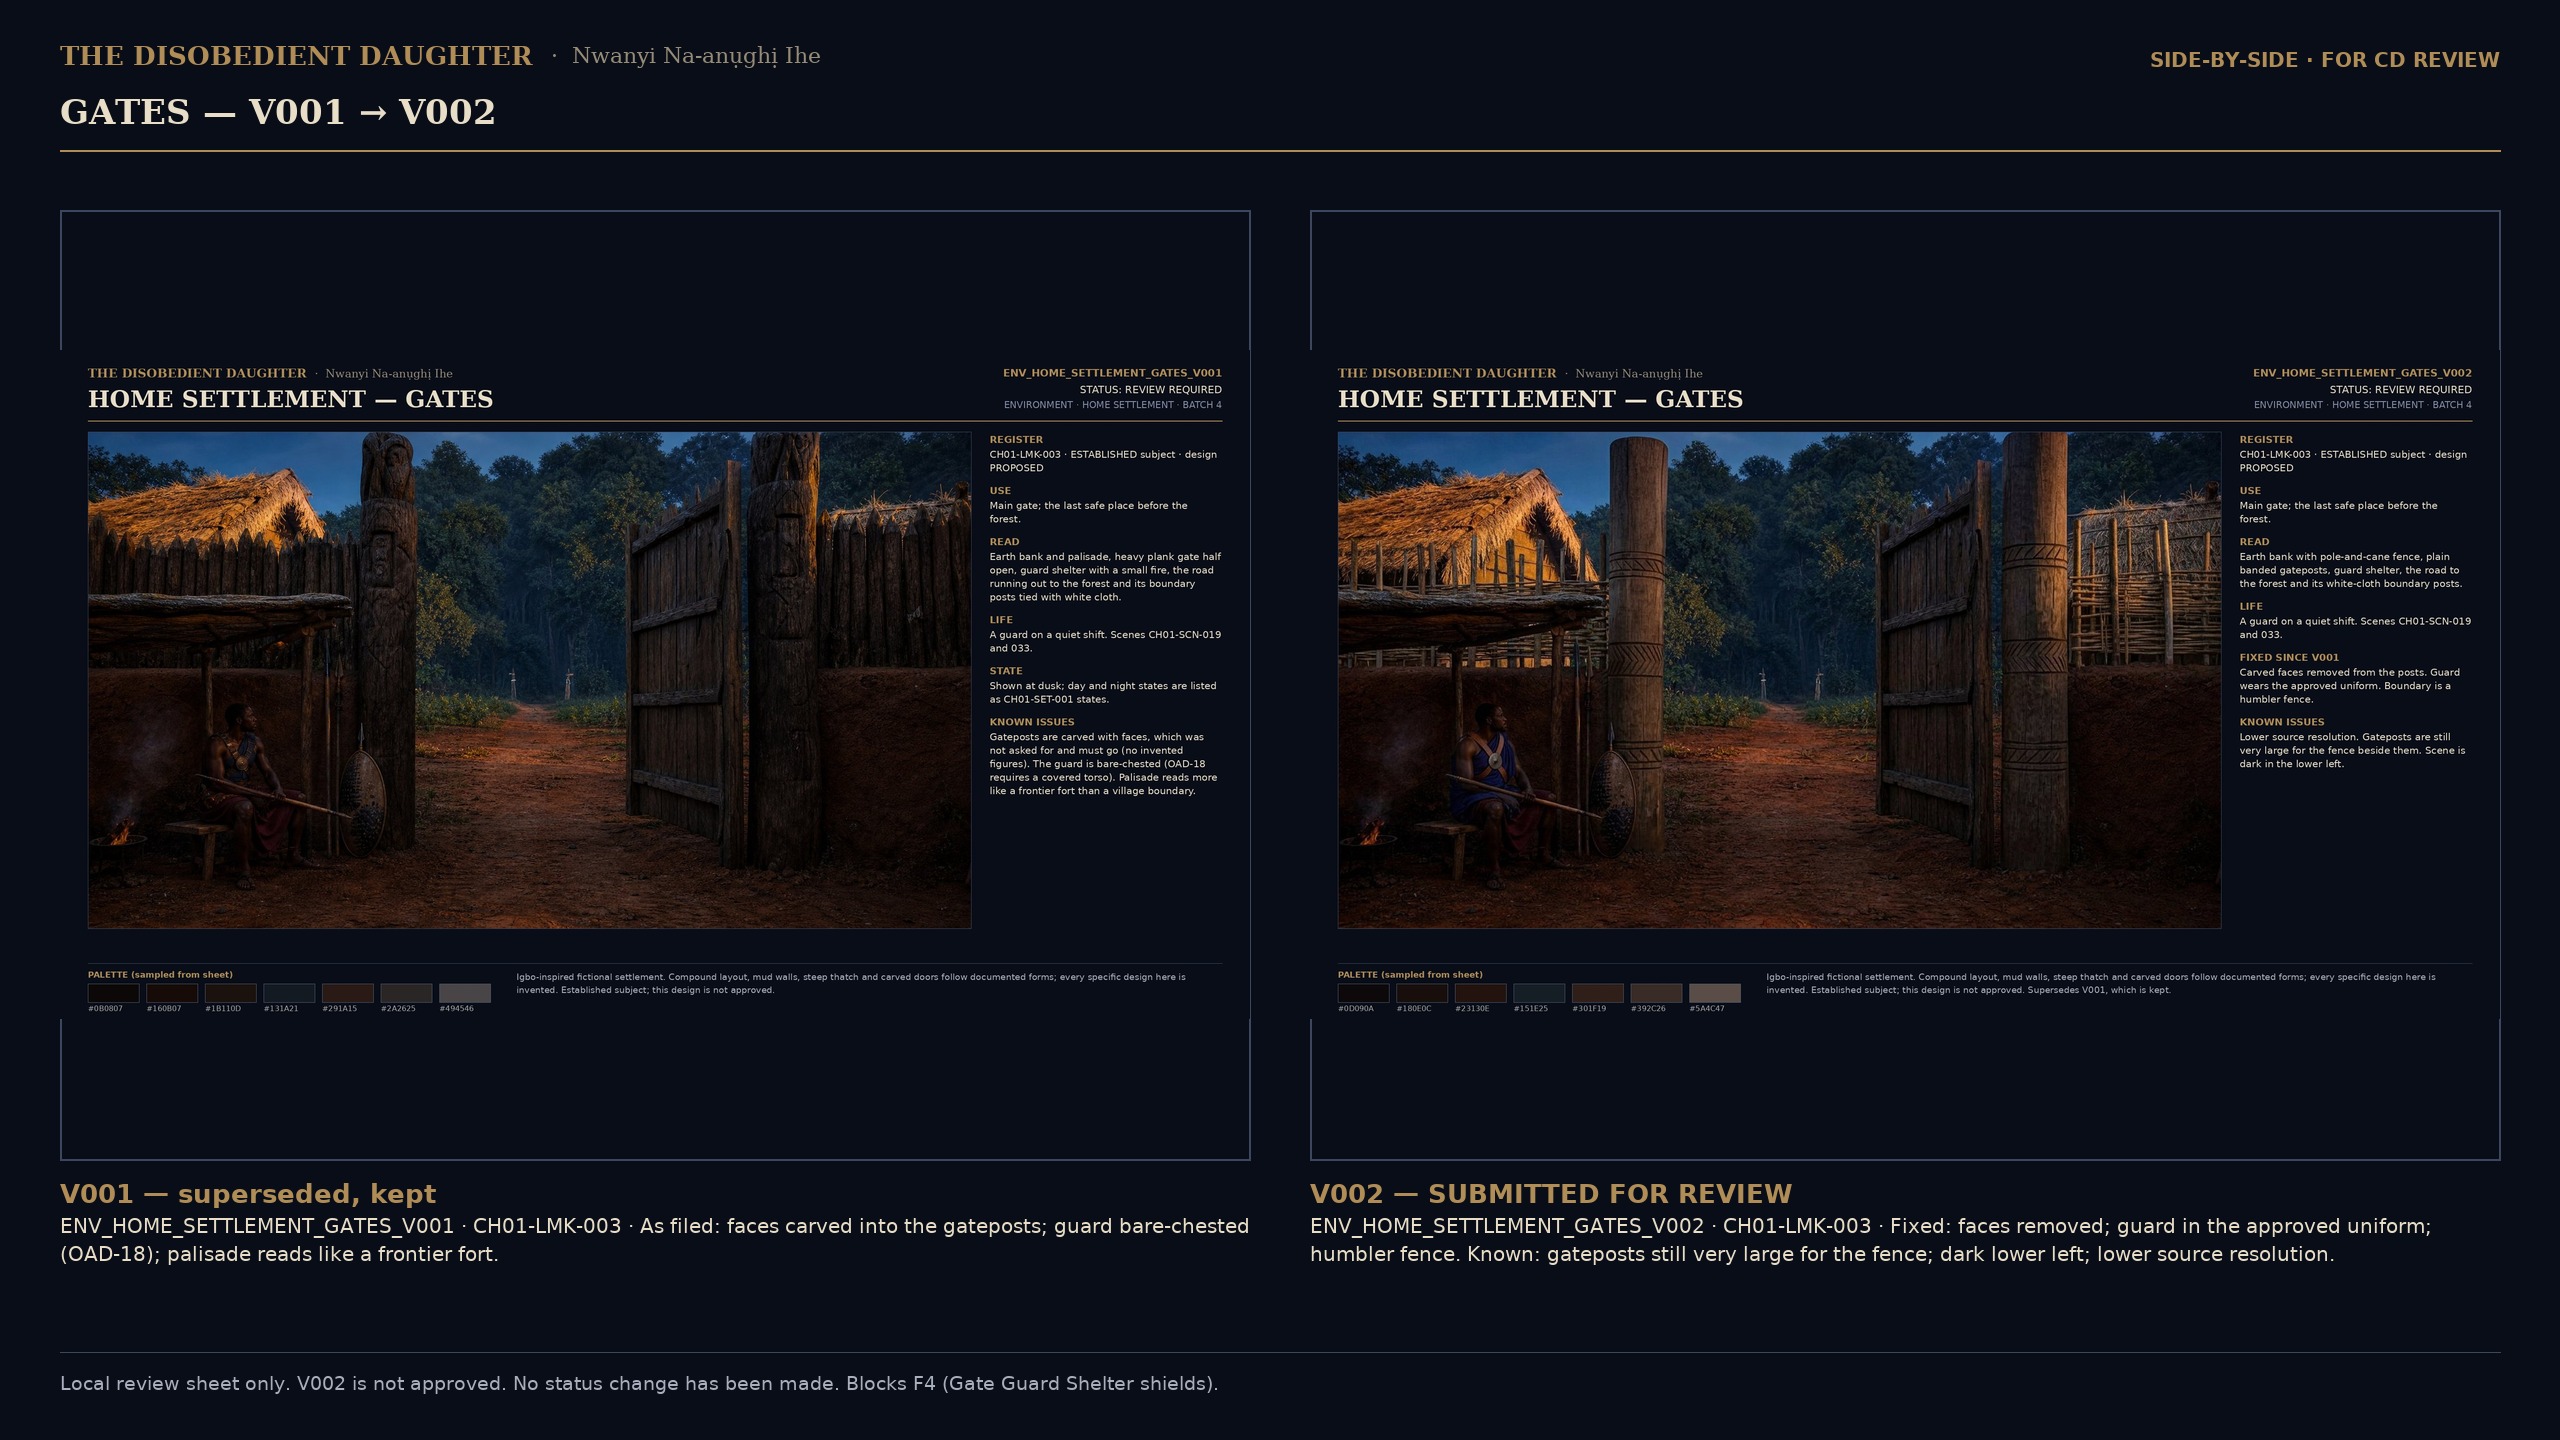 THE DISOBEDIENT DAUGHTER · Nwanyi Na-anụghị Ihe
SIDE-BY-SIDE · FOR CD REVIEW
GATES — V001 → V002
THE DISOBEDIENT DAUGHTER · Nwanyi Na-anụghị Ihe
HOME SETTLEMENT — GATES
ENV_HOME_SETTLEMENT_GATES_V001
STATUS: REVIEW REQUIRED
ENVIRONMENT · HOME SETTLEMENT · BATCH 4
REGISTER
CH01-LMK-003 · ESTABLISHED subject · design
PROPOSED
USE
Main gate; the last safe place before the
forest.
READ
Earth bank and palisade, heavy plank gate half
open, guard shelter with a small fire, the road
running out to the forest and its boundary
posts tied with white cloth.
LIFE
A guard on a quiet shift. Scenes CH01-SCN-019
and 033.
STATE
Shown at dusk; day and night states are listed
as CH01-SET-001 states.
KNOWN ISSUES
Gateposts are carved with faces, which was
not asked for and must go (no invented
figures). The guard is bare-chested (OAD-18
requires a covered torso). Palisade reads more
like a frontier fort than a village boundary.
PALETTE (sampled from sheet)
#0B0807 #160B07 #1B110D #131A21 #291A15 #2A2625 #494546
Igbo-inspired fictional settlement. Compound layout, mud walls, steep thatch and carved doors follow documented forms; every specific design here is
invented. Established subject; this design is not approved.
THE DISOBEDIENT DAUGHTER · Nwanyi Na-anụghị Ihe
HOME SETTLEMENT — GATES
ENV_HOME_SETTLEMENT_GATES_V002
STATUS: REVIEW REQUIRED
ENVIRONMENT · HOME SETTLEMENT · BATCH 4
REGISTER
CH01-LMK-003 · ESTABLISHED subject · design
PROPOSED
USE
Main gate; the last safe place before the
forest.
READ
Earth bank with pole-and-cane fence, plain
banded gateposts, guard shelter, the road to
the forest and its white-cloth boundary posts.
LIFE
A guard on a quiet shift. Scenes CH01-SCN-019
and 033.
FIXED SINCE V001
Carved faces removed from the posts. Guard
wears the approved uniform. Boundary is a
humbler fence.
KNOWN ISSUES
Lower source resolution. Gateposts are still
very large for the fence beside them. Scene is
dark in the lower left.
PALETTE (sampled from sheet)
#0D090A #180E0C #23130E #151E25 #301F19 #392C26 #5A4C47
Igbo-inspired fictional settlement. Compound layout, mud walls, steep thatch and carved doors follow documented forms; every specific design here is
invented. Established subject; this design is not approved. Supersedes V001, which is kept.
V001 — superseded, kept
ENV_HOME_SETTLEMENT_GATES_V001 · CH01-LMK-003 · As filed: faces carved into the gateposts; guard bare-chested
(OAD-18); palisade reads like a frontier fort.
V002 — SUBMITTED FOR REVIEW
ENV_HOME_SETTLEMENT_GATES_V002 · CH01-LMK-003 · Fixed: faces removed; guard in the approved uniform;
humbler fence. Known: gateposts still very large for the fence; dark lower left; lower source resolution.
Local review sheet only. V002 is not approved. No status change has been made. Blocks F4 (Gate Guard Shelter shields).